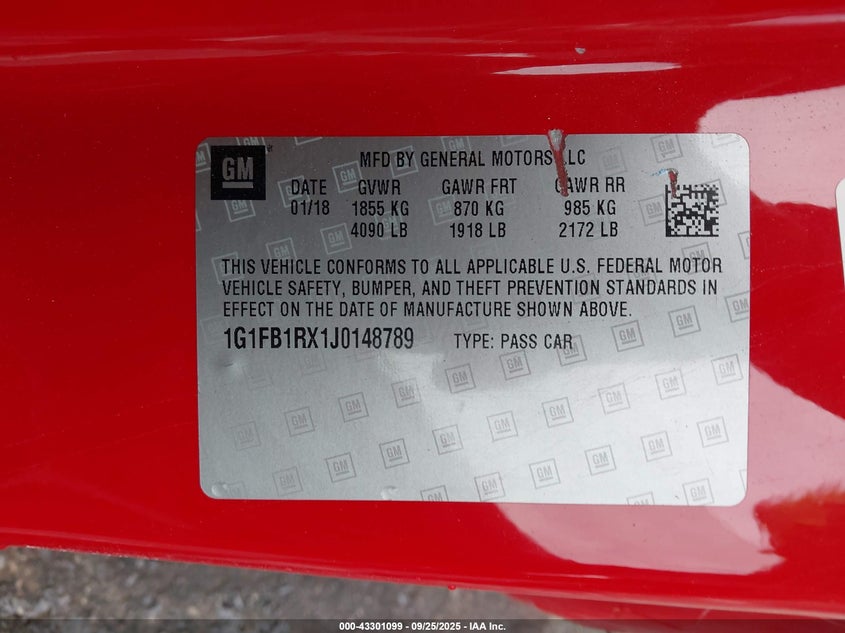 GM
MFD BY GENERAL MOTORS LLC
DATE GVWR GAWR FRT GAWR RR
01/18 1855 KG 870 KG 985 KG
4090 LB 1918 LB 2172 LB
THIS VEHICLE CONFORMS TO ALL APPLICABLE U.S. FEDERAL MOTOR
VEHICLE SAFETY, BUMPER, AND THEFT PREVENTION STANDARDS IN
EFFECT ON THE DATE OF MANUFACTURE SHOWN ABOVE.
1G1FB1RX1J0148789 TYPE: PASS CAR
000-43301099 - 09/25/2025 - IAA Inc.